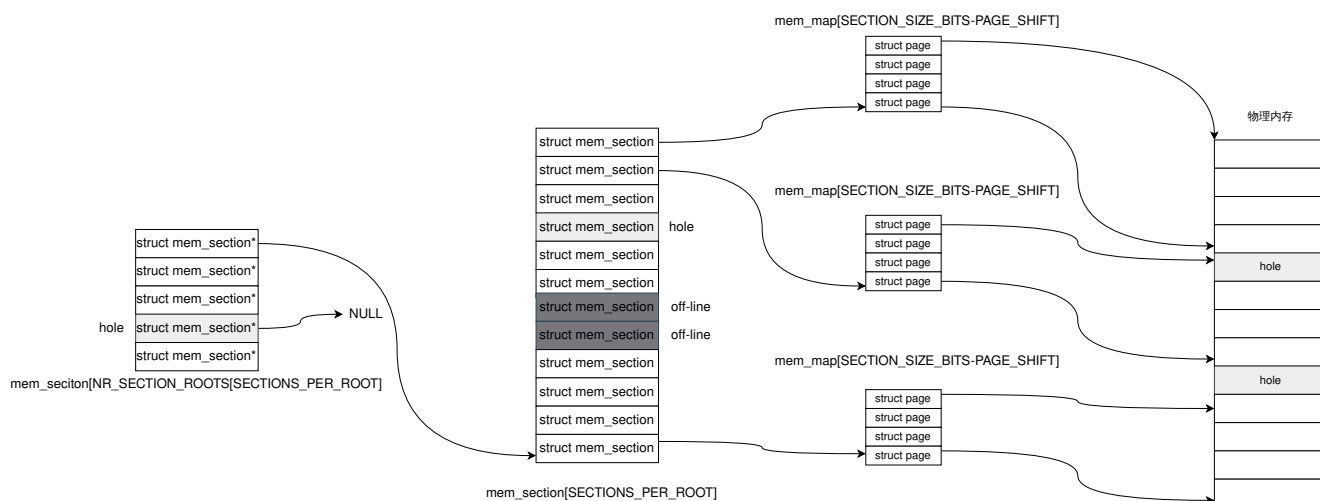 mem_seciton[NR_SECTION_ROOTS[SECTIONS_PER_ROOT]
struct mem_section*
struct mem_section*
struct mem_section*
hole
struct mem_section*
NULL
struct mem_section*
struct mem_section
struct mem_section
struct mem_section
struct mem_section
hole
struct mem_section
struct mem_section
struct mem_section
off-line
struct mem_section
off-line
struct mem_section
struct mem_section
struct mem_section
struct mem_section
mem_section[SECTIONS_PER_ROOT]
mem_map[SECTION_SIZE_BITS-PAGE_SHIFT]
struct page
struct page
struct page
struct page
mem_map[SECTION_SIZE_BITS-PAGE_SHIFT]
struct page
struct page
struct page
struct page
mem_map[SECTION_SIZE_BITS-PAGE_SHIFT]
struct page
struct page
struct page
struct page
物理内存
hole
hole